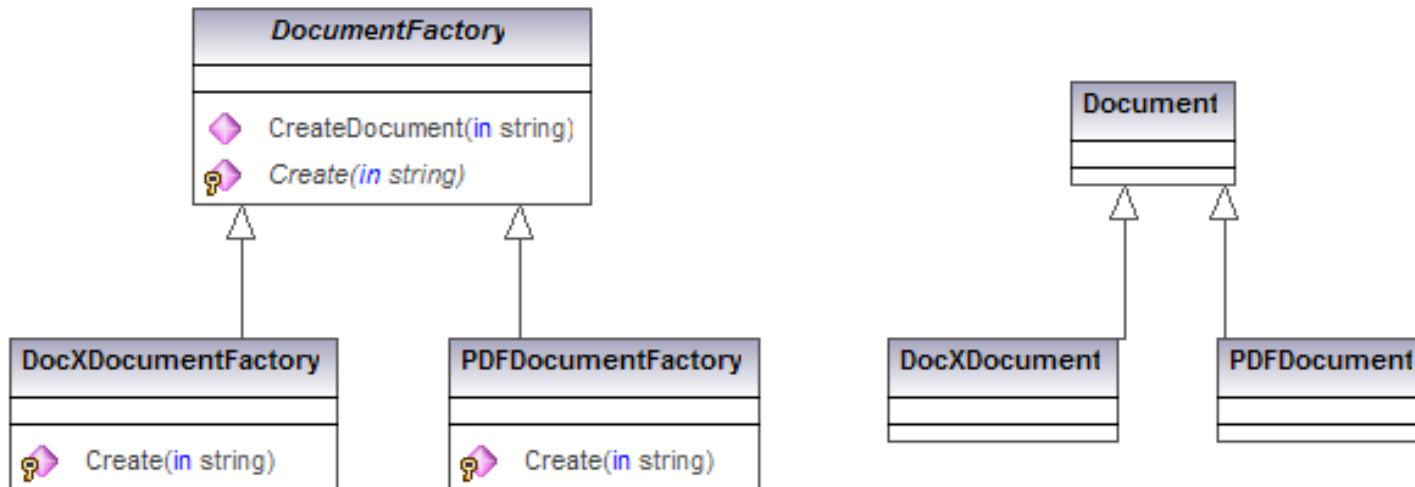 DocumentFactory
CreateDocument(in string)
Create(in string)
DocXDocumentFactory
Create(in string)
PDFDocumentFactory
Create(in string)
Document
DocXDocument
PDFDocument